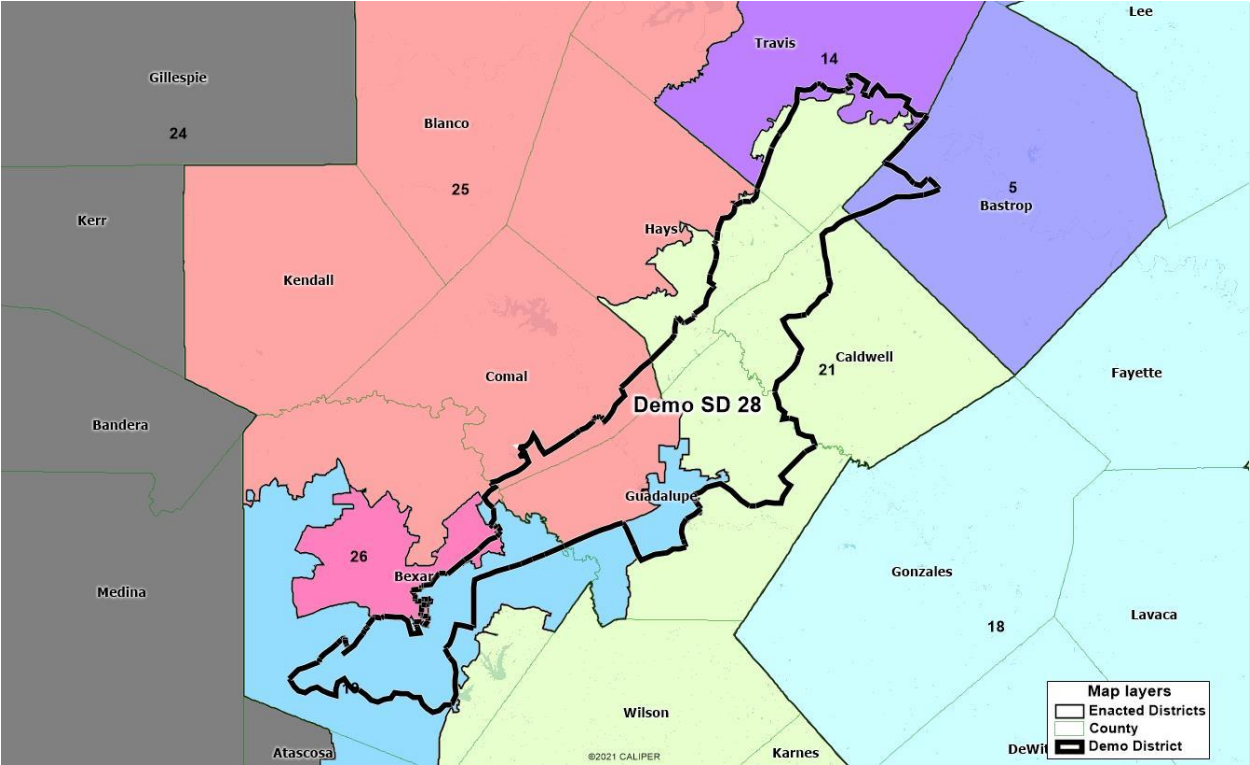 Lee
Travis
14
Gillespie
24
Blanco
25
5
Bastrop
Kerr
Hays
Kendall
Caldwell
21
Fayette
Comal
Demo SD 28
Bandera
Guadalupe
26
Bexar
Gonzales
Medina
18
Lavaca
19
Wilson
Atascosa
Karnes
DeWit
©2021 CALIPER
Map layers
Enacted Districts
County
Demo District